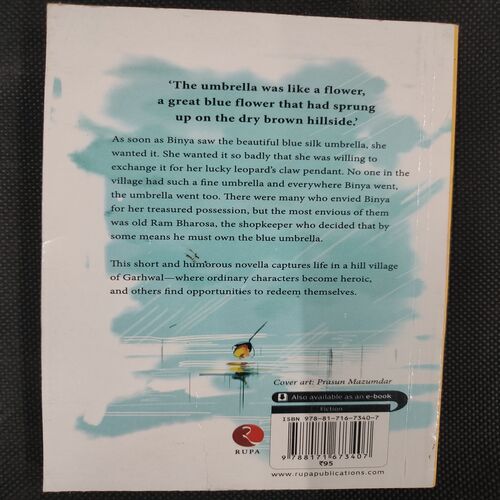 ‘The umbrella was like a flower,
a great blue flower that had sprung
up on the dry brown hillside.’
As soon as Binya saw the beautiful blue silk umbrella, she
wanted it. She wanted it so badly that she was willing to
exchange it for her lucky leopard’s claw pendant. No one in the
village had such a fine umbrella and everywhere Binya went,
the umbrella went too. There were many who envied Binya
for her treasured possession, but the most envious of them
was old Ram Bharosa, the shopkeeper who decided that by
some means he must own the blue umbrella.
This short and humorous novella captures life in a hill village
of Garhwal—where ordinary characters become heroic,
and others find opportunities to redeem themselves.
Cover art: Prasun Mazumdar
Also available as an e-book
Fiction
ISBN 978-81-716-7340-7
9 788171 673407
₹95
R
RUPA
www.rupapublications.com